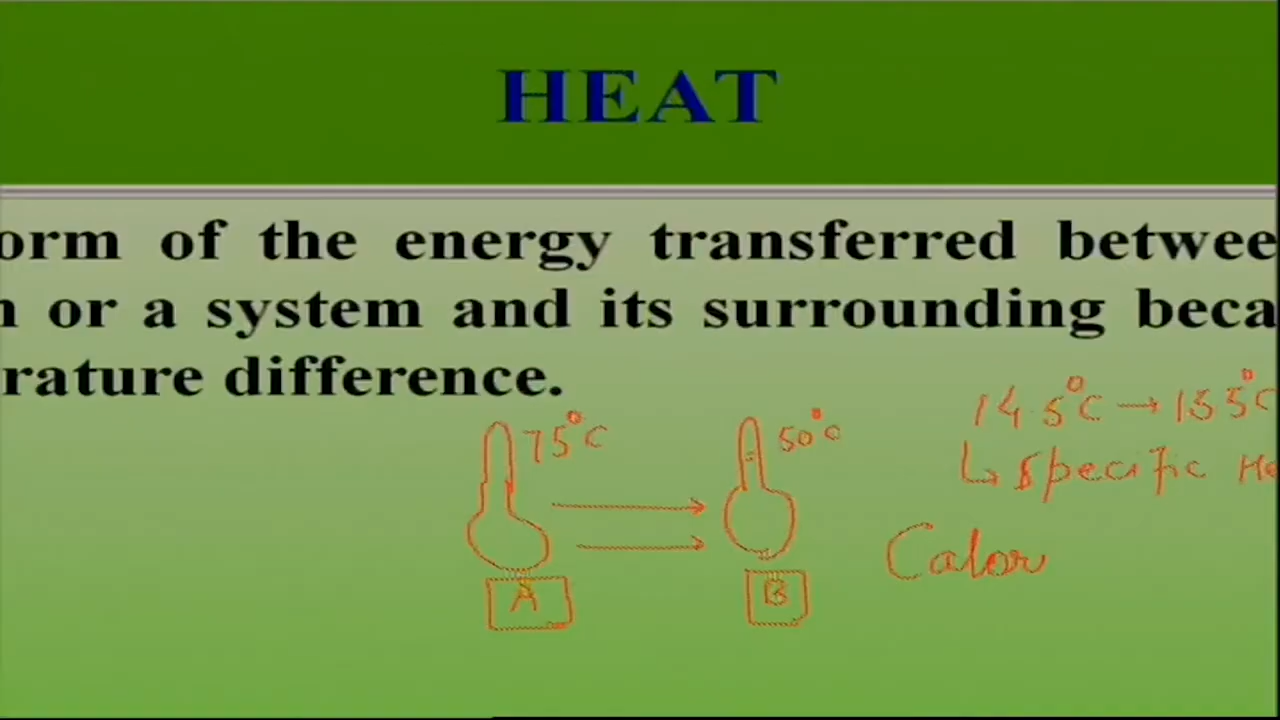 HEAT
orm of the energy transferred betwee
n or a system and its surrounding beca
rature difference.
75°C
50°C
14.5°C → 15.5°C
↳ Specific He
Calor
A
B